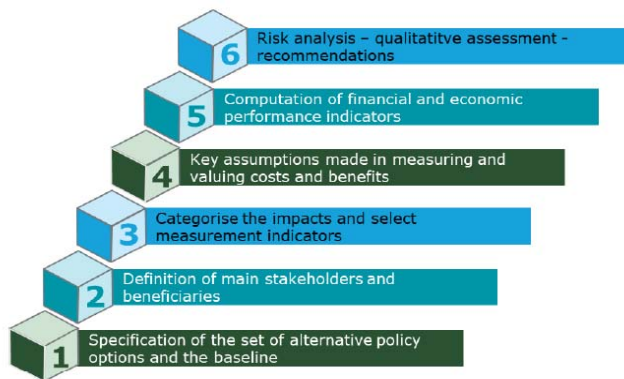 6
Risk analysis – qualitatitve assessment -
recommendations
5
Computation of financial and economic
performance indicators
4
Key assumptions made in measuring and
valuing costs and benefits
3
Categorise the impacts and select
measurement indicators
2
Definition of main stakeholders and
beneficiaries
1
Specification of the set of alternative policy
options and the baseline